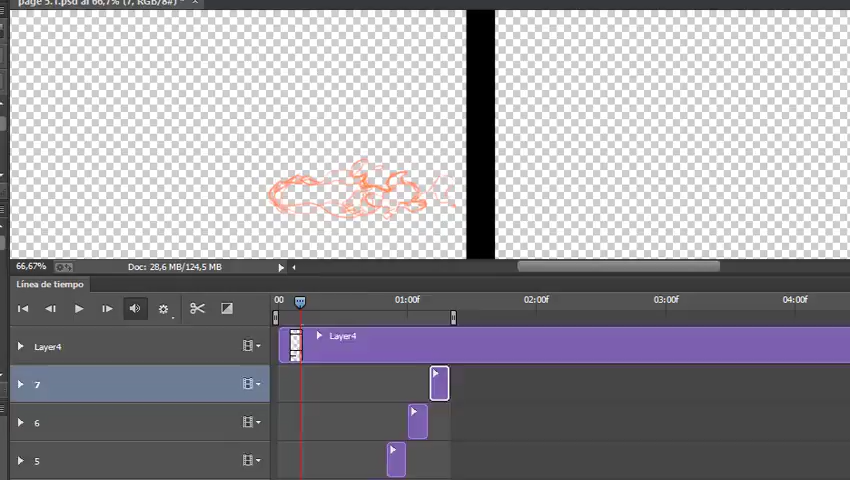 page 5.1.psd al 66,7% (7, RGB/8#) * ×
66,67% Doc: 28,6 MB/124,5 MB
Línea de tiempo
00 01:00f 02:00f 03:00f 04:00f
Layer4 Layer4
7
6
5